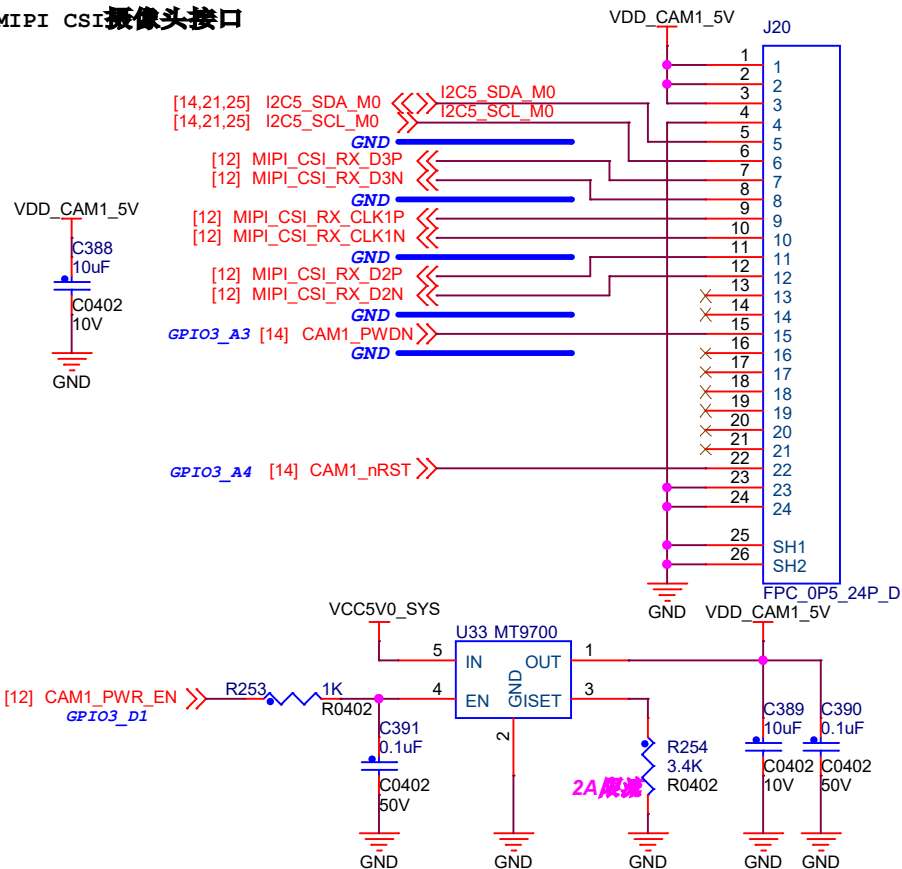 MIPI CSI摄像头接口
VDD_CAM1_5V
J20
1 1
2 2
3 3
4 4
[14,21,25] I2C5_SDA_M0 I2C5_SDA_M0 5 5
[14,21,25] I2C5_SCL_M0 I2C5_SCL_M0 6 6
GND
[12] MIPI_CSI_RX_D3P 7 7
[12] MIPI_CSI_RX_D3N 8 8
GND
[12] MIPI_CSI_RX_CLK1P 9 9
[12] MIPI_CSI_RX_CLK1N 10 10
GND
[12] MIPI_CSI_RX_D2P 11 11
[12] MIPI_CSI_RX_D2N 12 12
13 13
GND
14 14
GPIO3_A3 [14] CAM1_PWDN 15 15
GND
16 16
17 17
18 18
19 19
20 20
21 21
GPIO3_A4 [14] CAM1_nRST 22 22
23 23
24 24
25 SH1
26 SH2
GND
FPC_0P5_24P_D
VDD_CAM1_5V
C388
10uF
C0402
10V
GND
VCC5V0_SYS
U33 MT9700
5 IN OUT 1
4 EN GND ISET 3
2
[12] CAM1_PWR_EN
GPIO3_D1
R253 1K
R0402
C391
0.1uF
C0402
50V
GND
GND
R254
3.4K
R0402
2A限流
GND
VDD_CAM1_5V
C389
10uF
C0402
10V
GND
C390
0.1uF
C0402
50V
GND